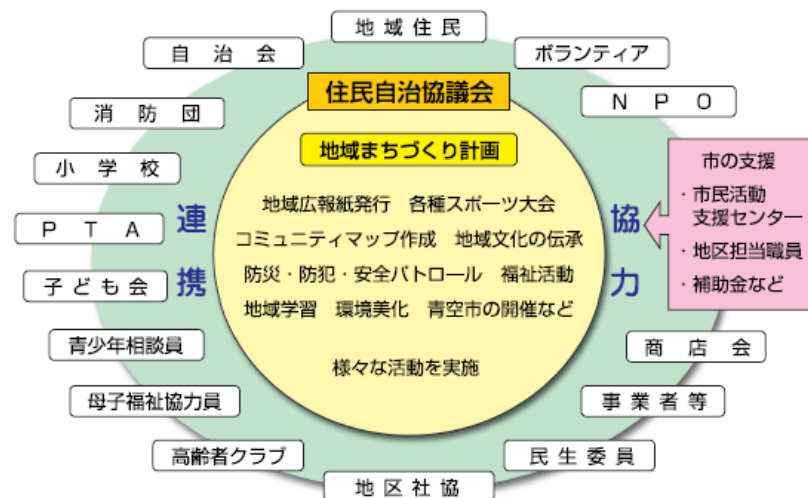 地域住民
自治会
ボランティア
消防団
NPO
小学校
PTA
子ども会
青少年相談員
母子福祉協力員
高齢者クラブ
地区社協
民生委員
事業者等
商店会
連携
協力
住民自治協議会
地域まちづくり計画
地域広報紙発行 各種スポーツ大会
コミュニティマップ作成 地域文化の伝承
防災・防犯・安全パトロール 福祉活動
地域学習 環境美化 青空市の開催など
様々な活動を実施
市の支援
・市民活動
支援センター
・地区担当職員
・補助金など